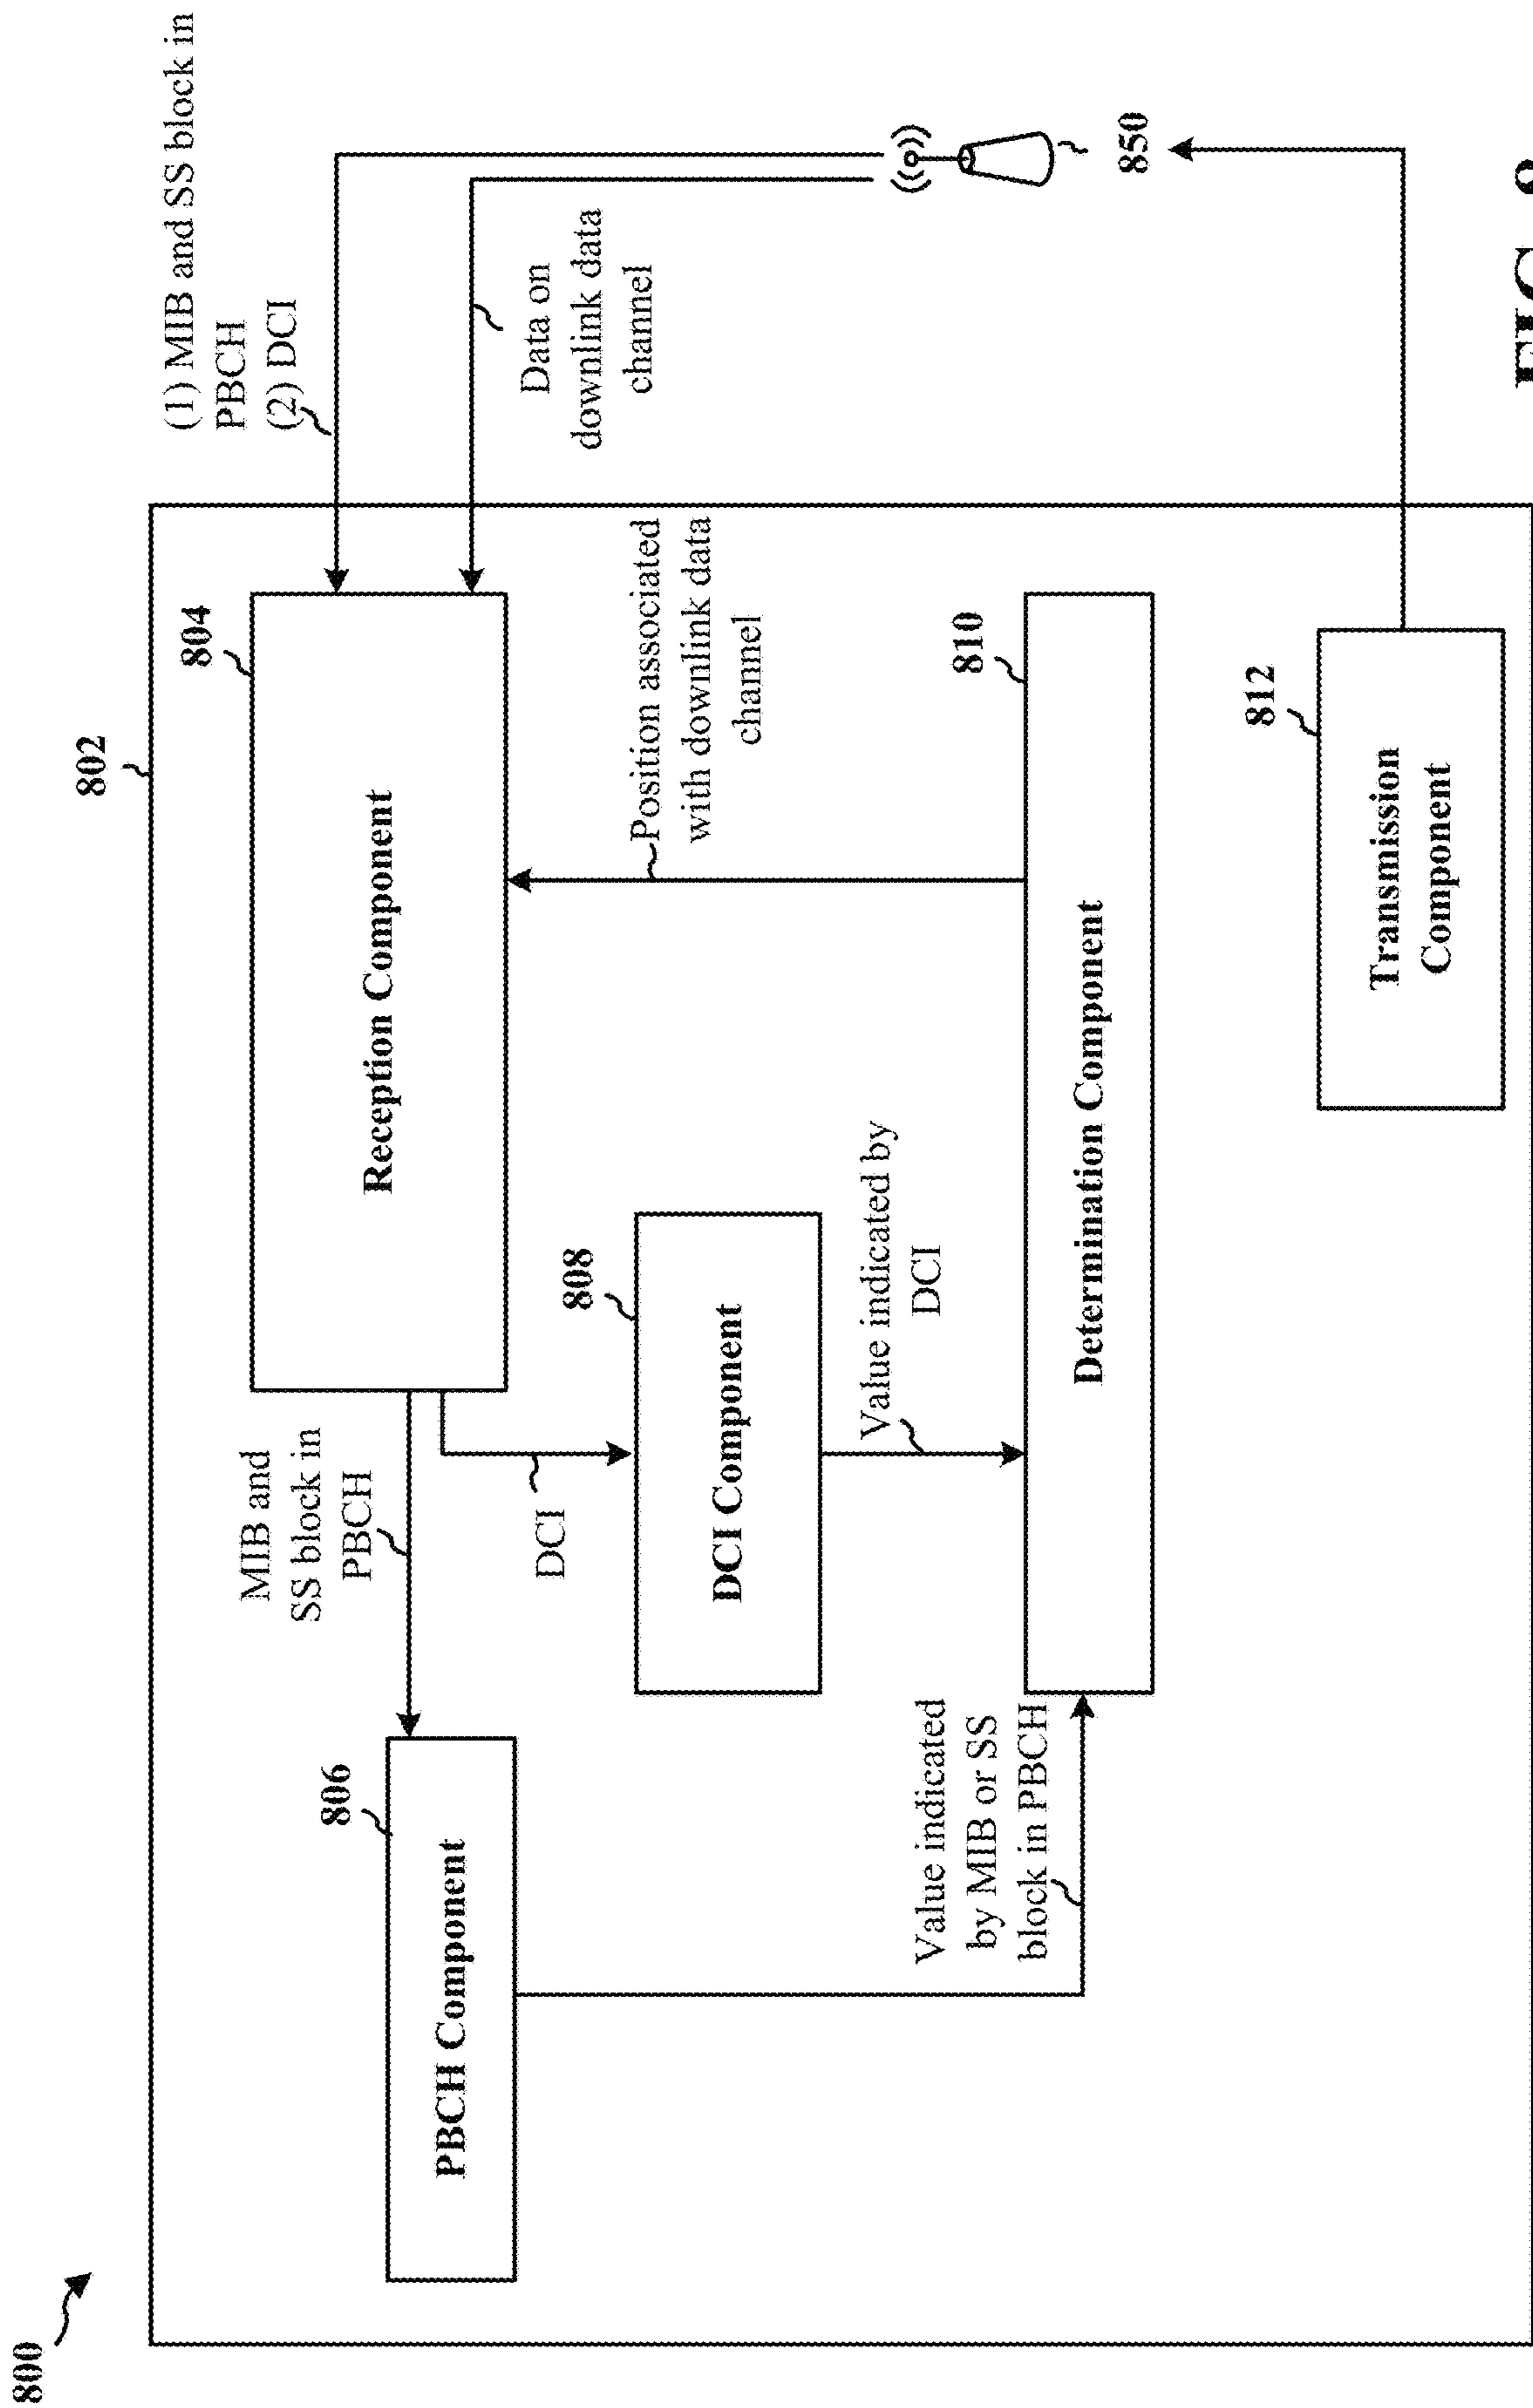 800
802
(1) MIB and SS block in
PBCH
(2) DCI
804
Reception Component
Data on
downlink data
channel
850
MIB and
SS block in
PBCH
DCI
806
PBCH Component
808
DCI Component
Position associated
with downlink data
channel
Value indicated by
DCI
Value indicated
by MIB or SS
block in PBCH
810
Determination Component
812
Transmission
Component